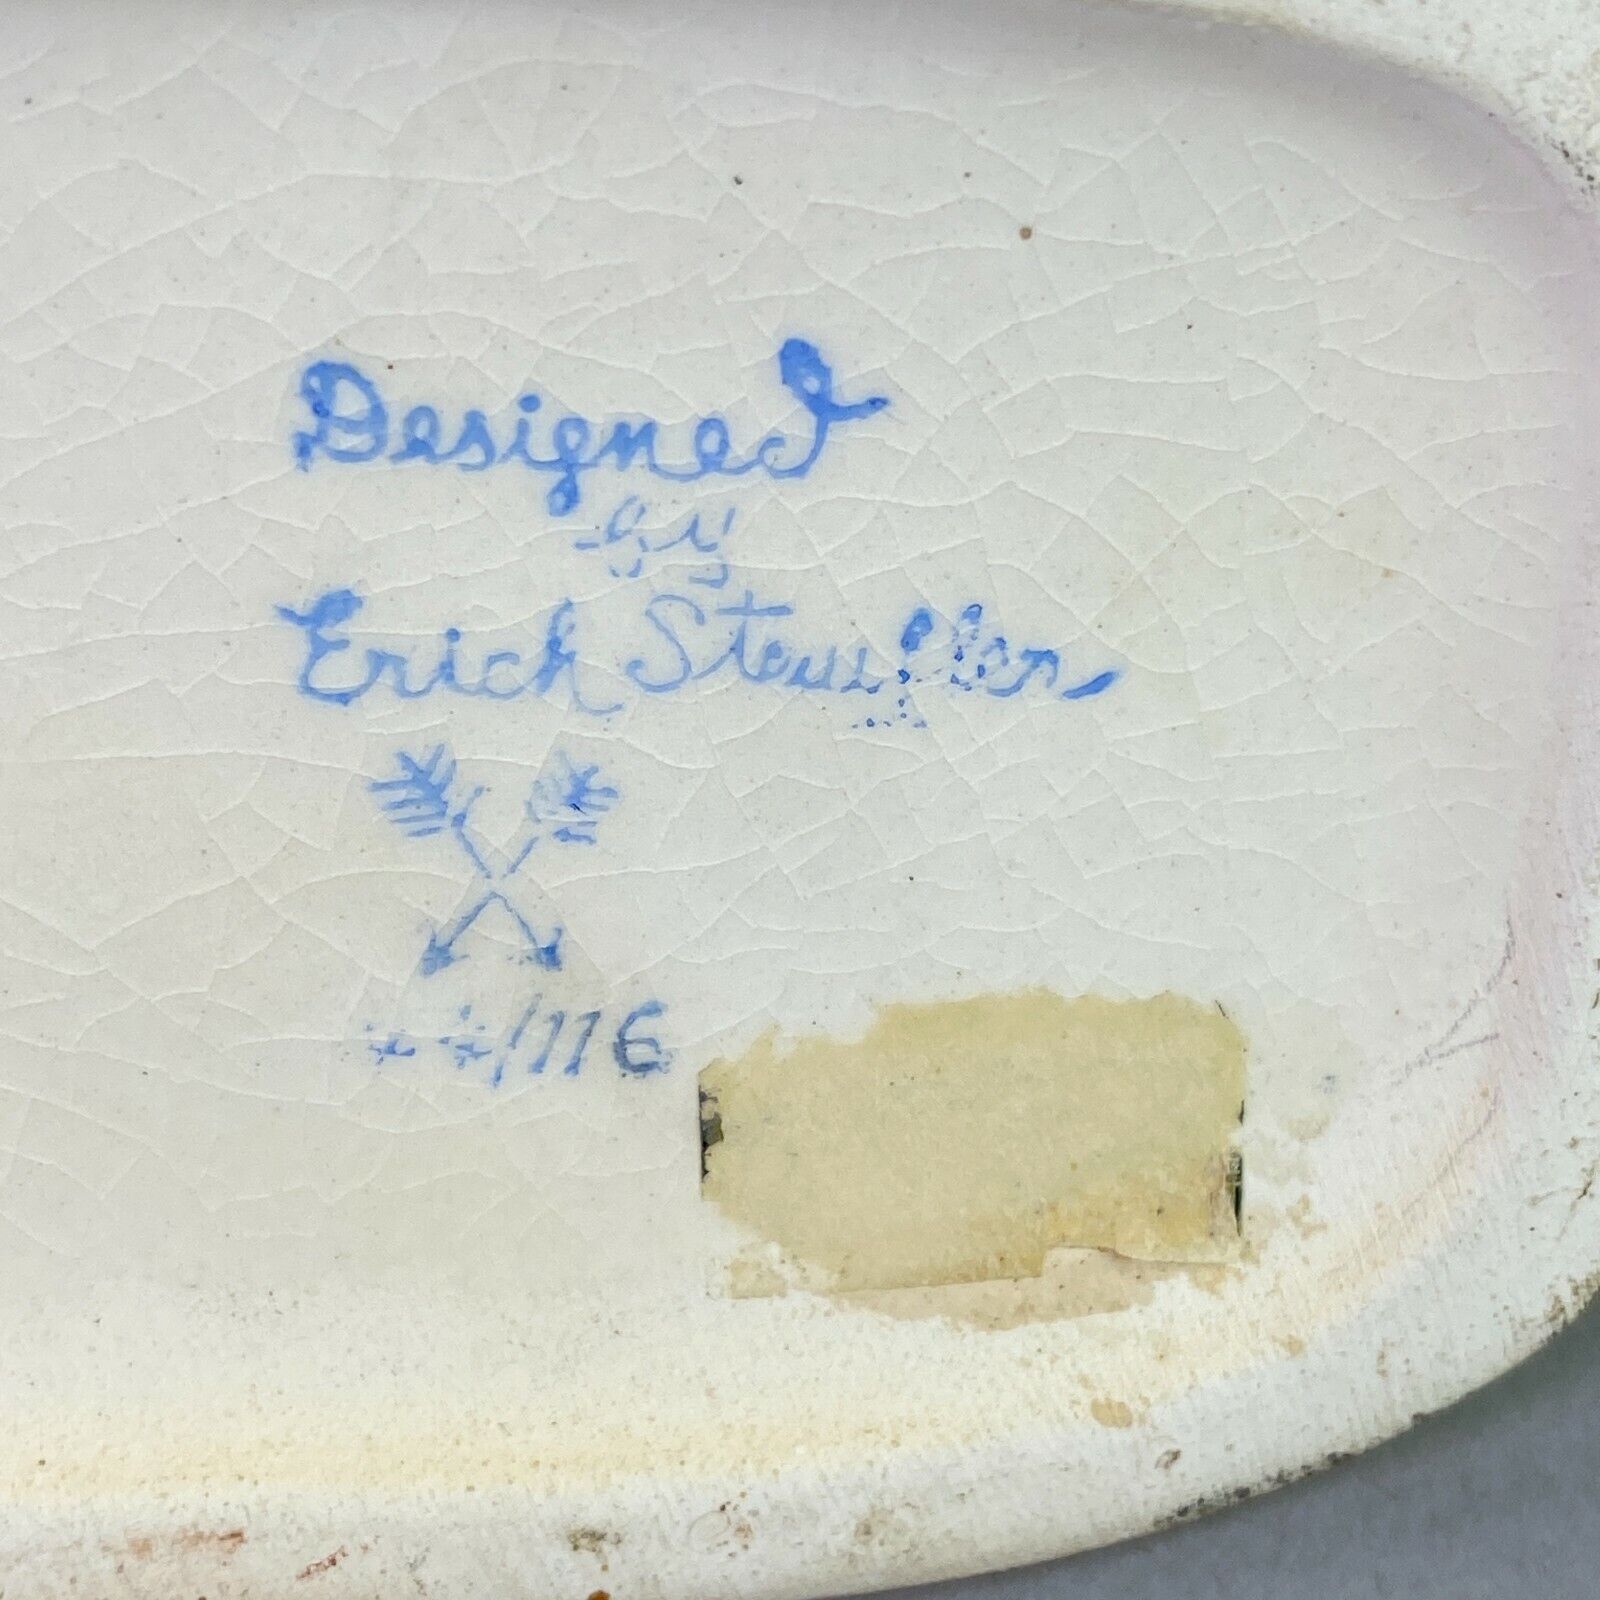 Designed
by
Erich Stauffer
/116